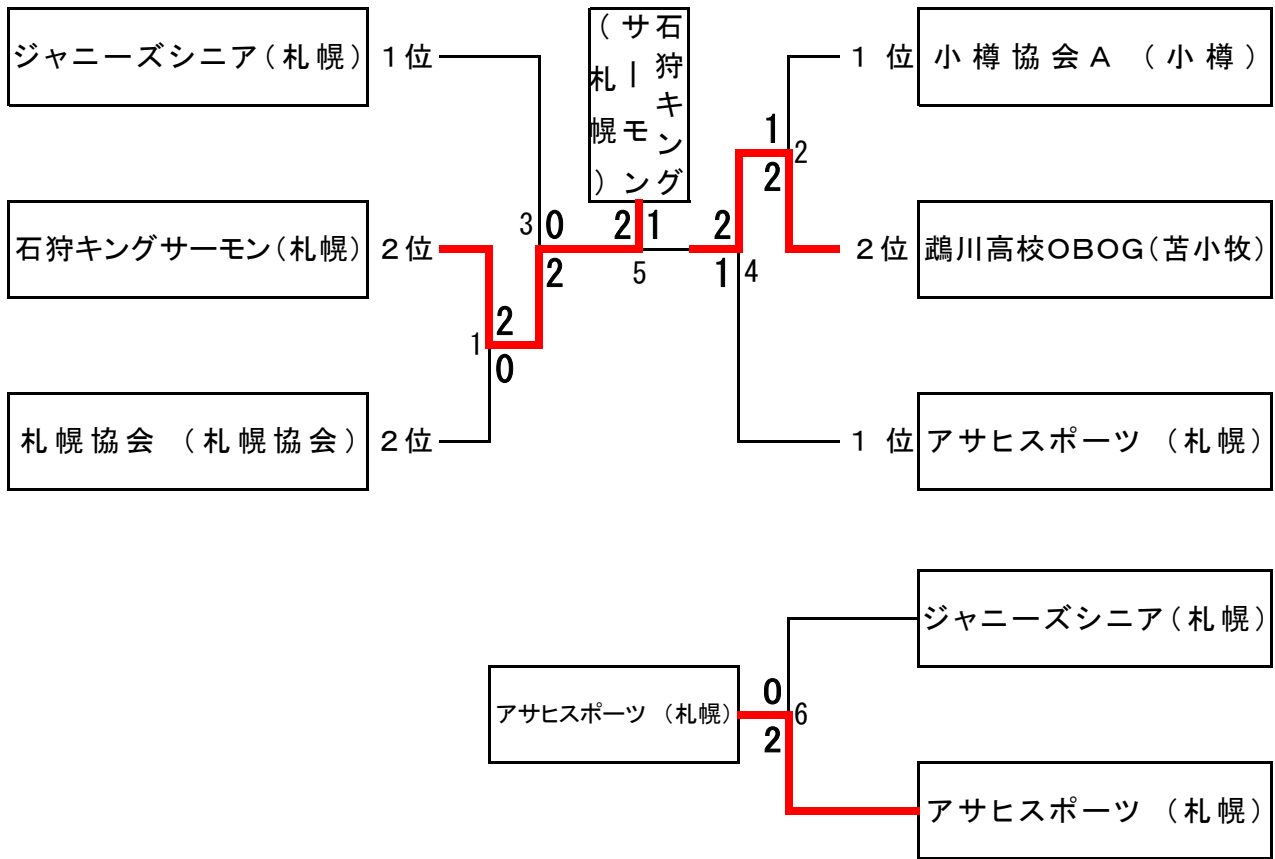 ジャニーズシニア(札幌) 1位
石狩キングサーモン(札幌)
1 位 小樽協会A (小樽)
1
2
2
石狩キングサーモン(札幌) 2位
3
0
2
2
1
5
2
1
4
2位 鵡川高校OBOG(苫小牧)
1
2
0
札幌協会 (札幌協会) 2位
1 位 アサヒスポーツ (札幌)
ジャニーズシニア(札幌)
アサヒスポーツ (札幌)
0
2
6
アサヒスポーツ (札幌)